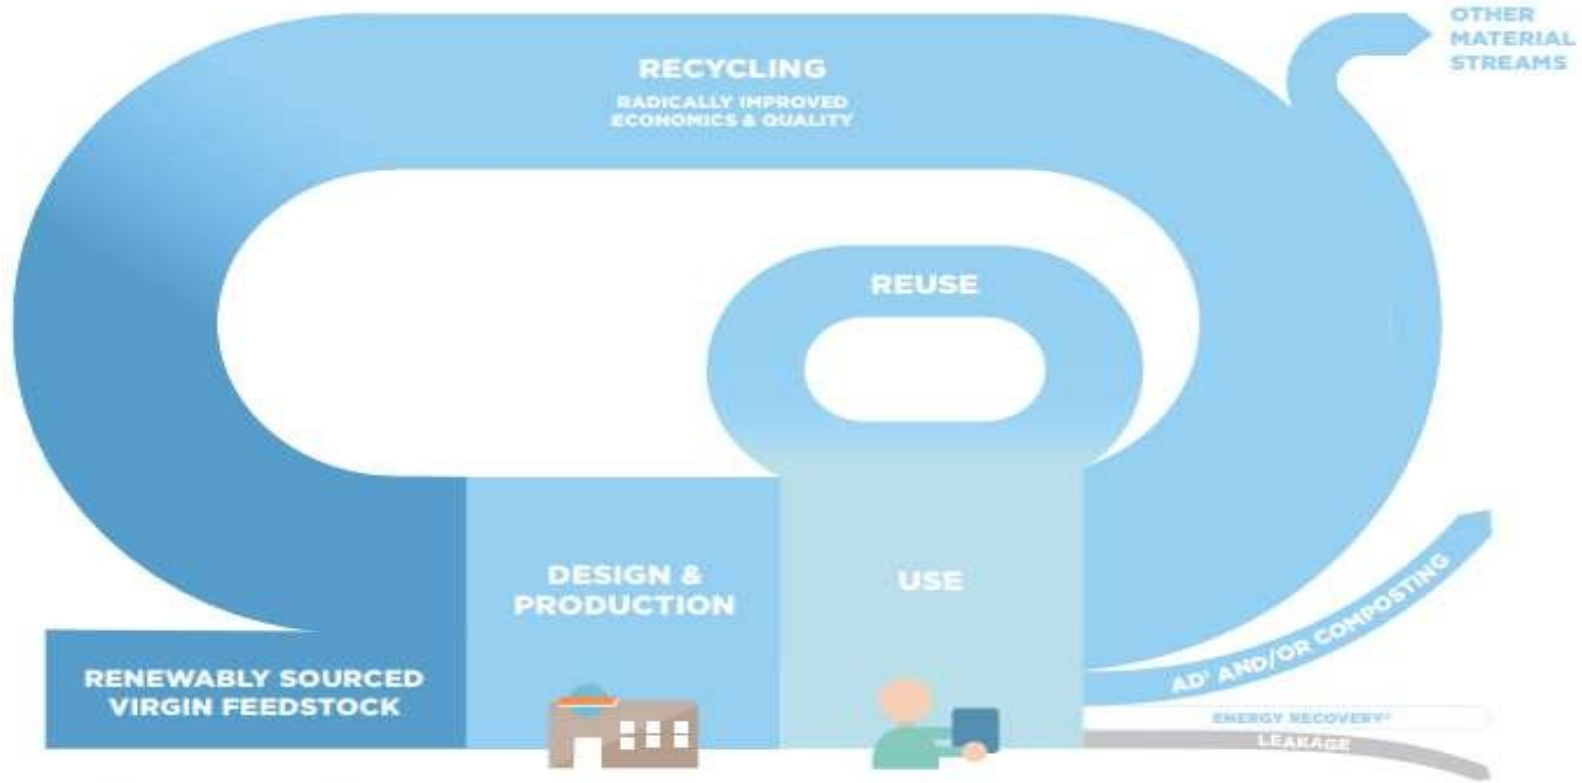 OTHER
MATERIAL
STREAMS
RECYCLING
RADICALLY IMPROVED
ECONOMICS & QUALITY
REUSE
DESIGN &
PRODUCTION
USE
RENEWABLY SOURCED
VIRGIN FEEDSTOCK
AD¹ AND/OR COMPOSTING
ENERGY RECOVERY²
LEAKAGE